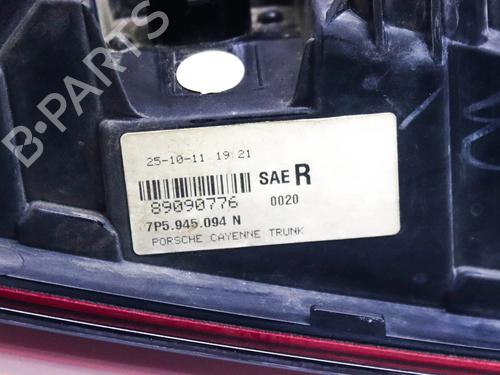 B-PARTS
25-10-11 19:21
SAE R
89090776 0020
7P5.945.094 N
PORSCHE CAYENNE TRUNK